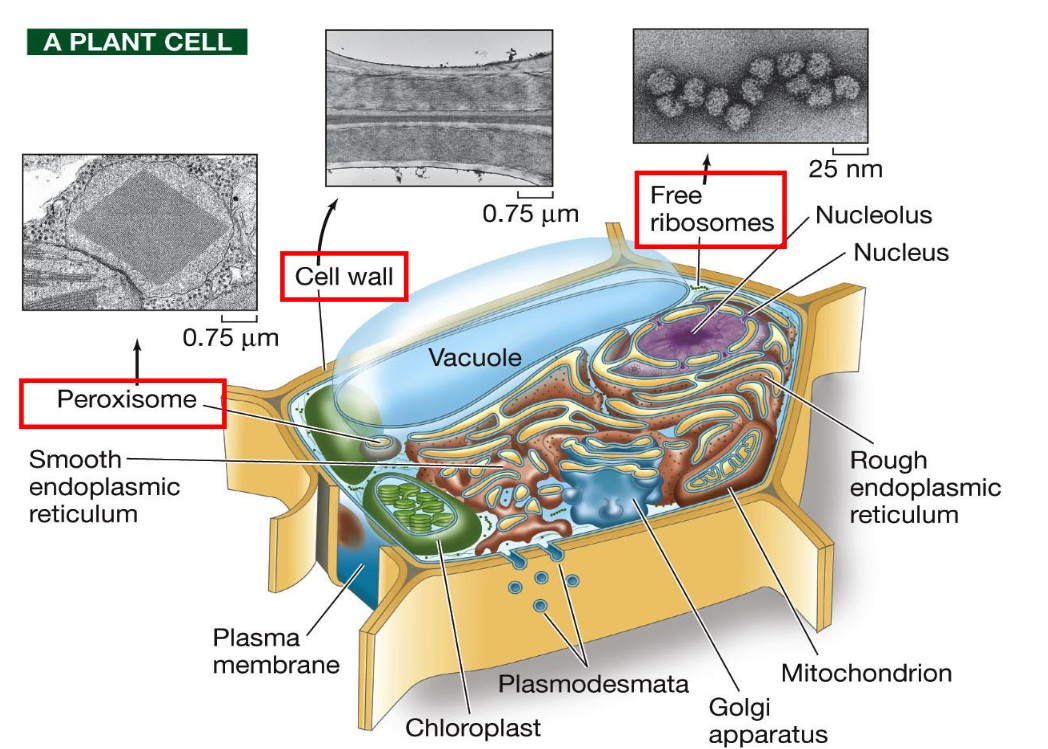 A PLANT CELL
25 nm
0.75 μm
Free
ribosomes
Nucleolus
Nucleus
Cell wall
0.75 μm
Vacuole
Peroxisome
Smooth
endoplasmic
reticulum
Rough
endoplasmic
reticulum
Plasma
membrane
Plasmodesmata
Mitochondrion
Chloroplast
Golgi
apparatus